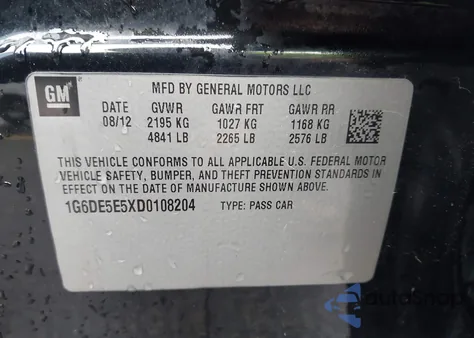 GM
MFD BY GENERAL MOTORS LLC
DATE GVWR GAWR FRT GAWR RR
08/12 2195 KG 1027 KG 1168 KG
4841 LB 2265 LB 2576 LB
THIS VEHICLE CONFORMS TO ALL APPLICABLE U.S. FEDERAL MOTOR
VEHICLE SAFETY, BUMPER, AND THEFT PREVENTION STANDARDS IN
EFFECT ON THE DATE OF MANUFACTURE SHOWN ABOVE.
1G6DE5E5XD0108204 TYPE: PASS CAR
AutoSnap